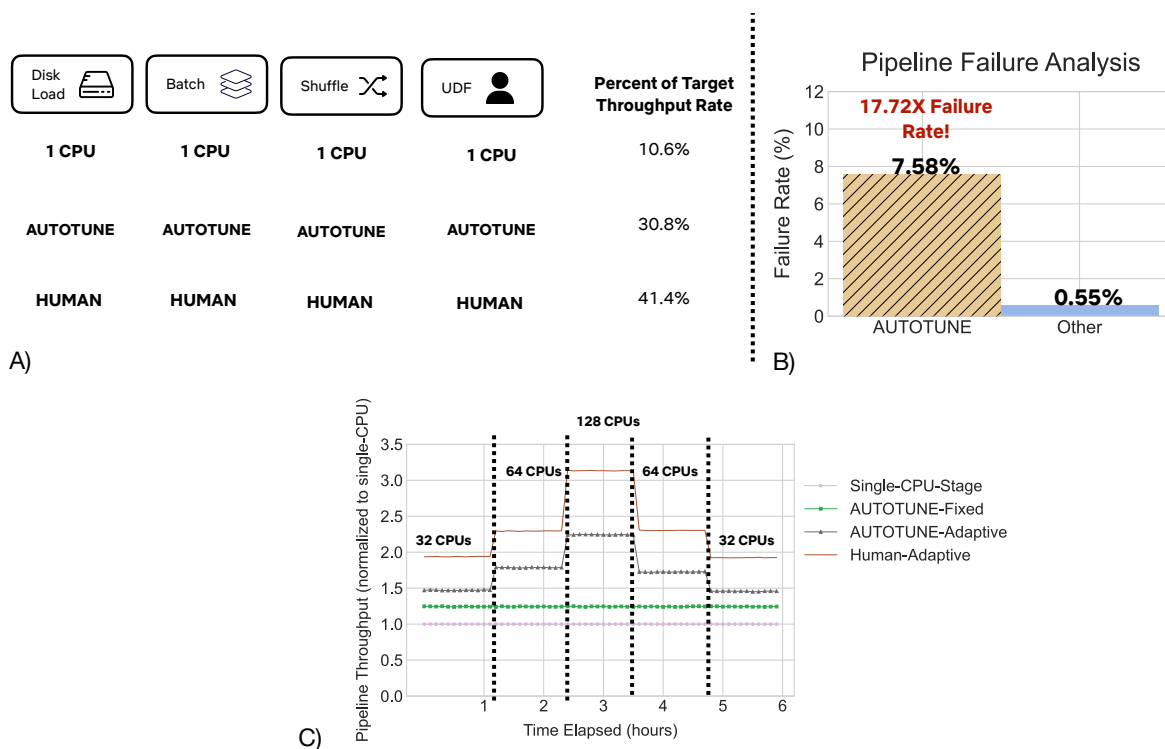 Disk
Load
Batch
Shuffle
UDF
Percent of Target
Throughput Rate
1 CPU 1 CPU 1 CPU 1 CPU 10.6%
AUTOTUNE AUTOTUNE AUTOTUNE AUTOTUNE 30.8%
HUMAN HUMAN HUMAN HUMAN 41.4%
A)
Pipeline Failure Analysis
Failure Rate (%)
12
10
8
6
4
2
0
17.72X Failure
Rate!
7.58%
0.55%
AUTOTUNE Other
B)
Pipeline Throughput (normalized to single-CPU)
3.5
3.0
2.5
2.0
1.5
1.0
0.5
0.0
128 CPUs
64 CPUs 64 CPUs
32 CPUs 32 CPUs
1 2 3 4 5 6
Time Elapsed (hours)
Single-CPU-Stage
AUTOTUNE-Fixed
AUTOTUNE-Adaptive
Human-Adaptive
C)